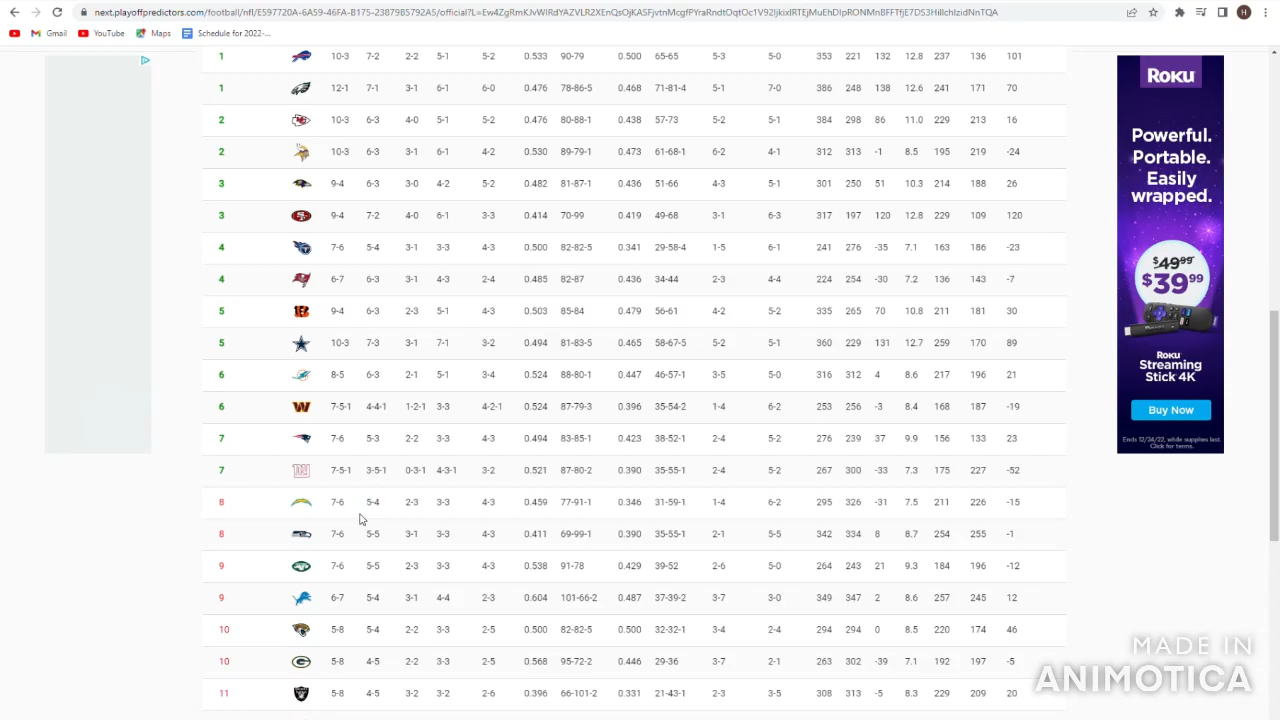 next.playoffpredictors.com/football/nfl/E597720A-6A59-46FA-B175-23879B5792A5/official?L=
Gmail YouTube Maps Schedule for 2022-...
1 10-3 7-2 2-2 5-1 5-2 0.533 90-79 0.500 65-65 5-3 5-0 353 221 132 12.8 237 136 101
1 12-1 7-1 3-1 6-0 0.476 78-86-5 0.468 71-81-4 5-1 7-0 386 248 138 12.6 241 171 70
2 10-3 6-3 4-0 5-1 5-2 0.476 80-88-1 0.438 57-73 5-2 5-1 384 298 86 11.0 229 213 16
2 10-3 6-3 3-1 4-2 0.530 89-79-1 0.473 61-68-1 6-2 4-1 312 313 -1 8.5 195 219 -24
3 9-4 6-3 3-0 4-2 5-2 0.482 81-87-1 0.436 51-66 4-3 5-1 301 250 51 10.3 214 188 26
3 9-4 7-2 4-0 6-1 3-3 0.414 70-99 0.419 49-68 3-1 6-3 317 197 120 12.8 229 109 120
4 7-6 5-4 3-1 3-3 4-3 0.500 82-82-5 0.341 29-58-4 1-5 6-1 241 276 -35 7.1 163 186 -23
4 6-7 6-3 3-1 4-3 2-4 0.485 82-87 0.436 34-44 2-3 4-4 224 254 -30 7.2 136 143 -7
5 9-4 6-3 2-3 5-1 4-3 0.503 85-84 0.479 56-61 4-2 5-2 335 265 70 10.8 211 181 30
5 10-3 7-3 3-1 7-1 3-2 0.494 81-83-5 0.465 58-67-5 5-2 5-1 360 229 131 12.7 259 170 89
6 8-5 6-3 2-1 3-3 0.524 88-80-1 0.447 46-57-1 3-5 5-0 316 312 4 8.6 217 196 21
6 7-5-1 4-4-1 1-2-1 3-3 4-2-1 0.524 87-79-3 0.396 35-54-2 1-4 6-2 253 256 -3 8.4 168 187 -19
7 7-6 5-3 2-2 3-3 4-3 0.494 83-85-1 0.423 38-52-1 2-4 5-2 276 239 37 9.9 156 133 23
7 7-5-1 3-5-1 0-3-1 4-3-1 3-2 0.521 87-80-2 0.390 35-55-1 2-4 5-2 267 300 -33 7.3 175 227 -52
8 7-6 5-4 2-3 3-3 4-3 0.459 77-91-1 0.346 31-59-1 1-4 6-2 295 326 -31 7.5 211 226 -15
8 7-6 5-5 3-1 3-3 4-3 0.411 69-99-1 0.390 35-55-1 2-1 5-5 342 334 8 8.7 254 255 -1
9 7-6 5-5 2-3 3-3 4-3 0.538 91-78 0.429 39-52 2-6 5-0 264 243 21 9.3 184 196 -12
9 6-7 5-4 3-1 4-4 2-3 0.604 101-66-2 0.487 37-39-2 3-7 3-0 349 347 2 8.6 257 245 12
10 5-8 5-4 2-2 3-3 2-5 0.500 82-82-5 0.500 32-32-1 3-4 2-4 294 294 0 8.5 220 174 46
10 5-8 4-5 2-2 3-3 2-5 0.568 95-72-2 0.446 29-36 3-7 2-1 263 302 -39 7.1 192 197 -5
11 5-8 4-5 3-2 3-2 2-6 0.396 66-101-2 0.331 21-43-1 2-3 3-5 308 313 -5 8.3 229 209 20
H
Roku
Powerful.
Portable.
Easily
wrapped.
$49.99
$39.99
Roku
Streaming
Stick 4K
Buy Now
Ends 12/24/22, while supplies last.
Click for terms.
MADE IN
ANIMOTICA